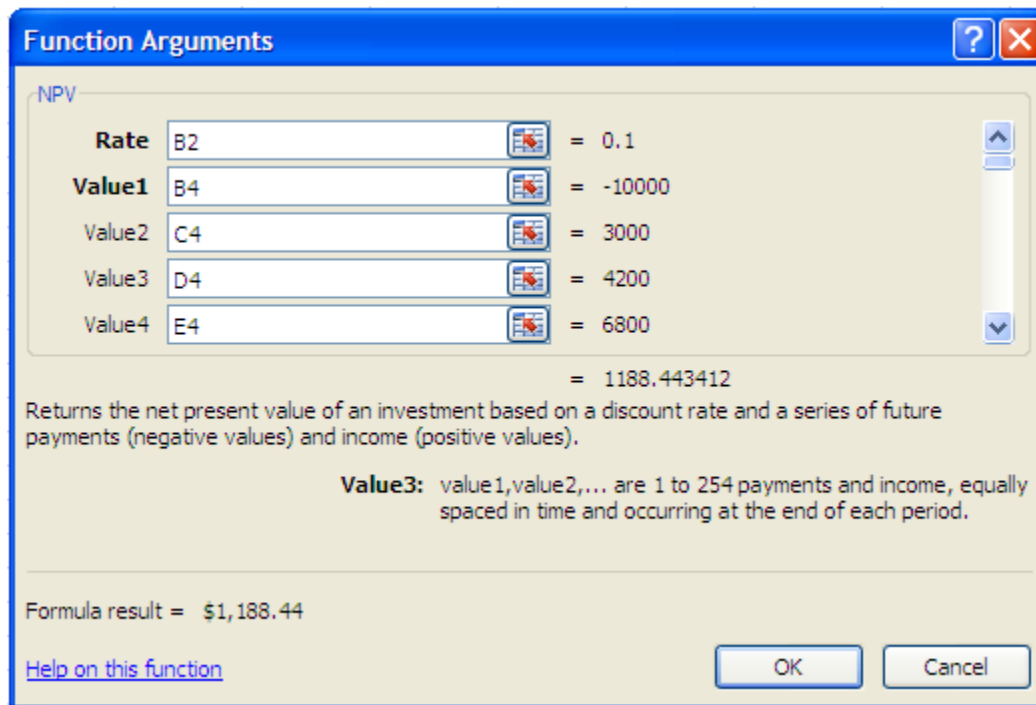 Function Arguments
NPV
Rate B2 = 0.1
Value1 B4 = -10000
Value2 C4 = 3000
Value3 D4 = 4200
Value4 E4 = 6800
= 1188.443412
Returns the net present value of an investment based on a discount rate and a series of future
payments (negative values) and income (positive values).
Value3: value1,value2,... are 1 to 254 payments and income, equally
spaced in time and occurring at the end of each period.
Formula result = $1,188.44
Help on this function OK Cancel